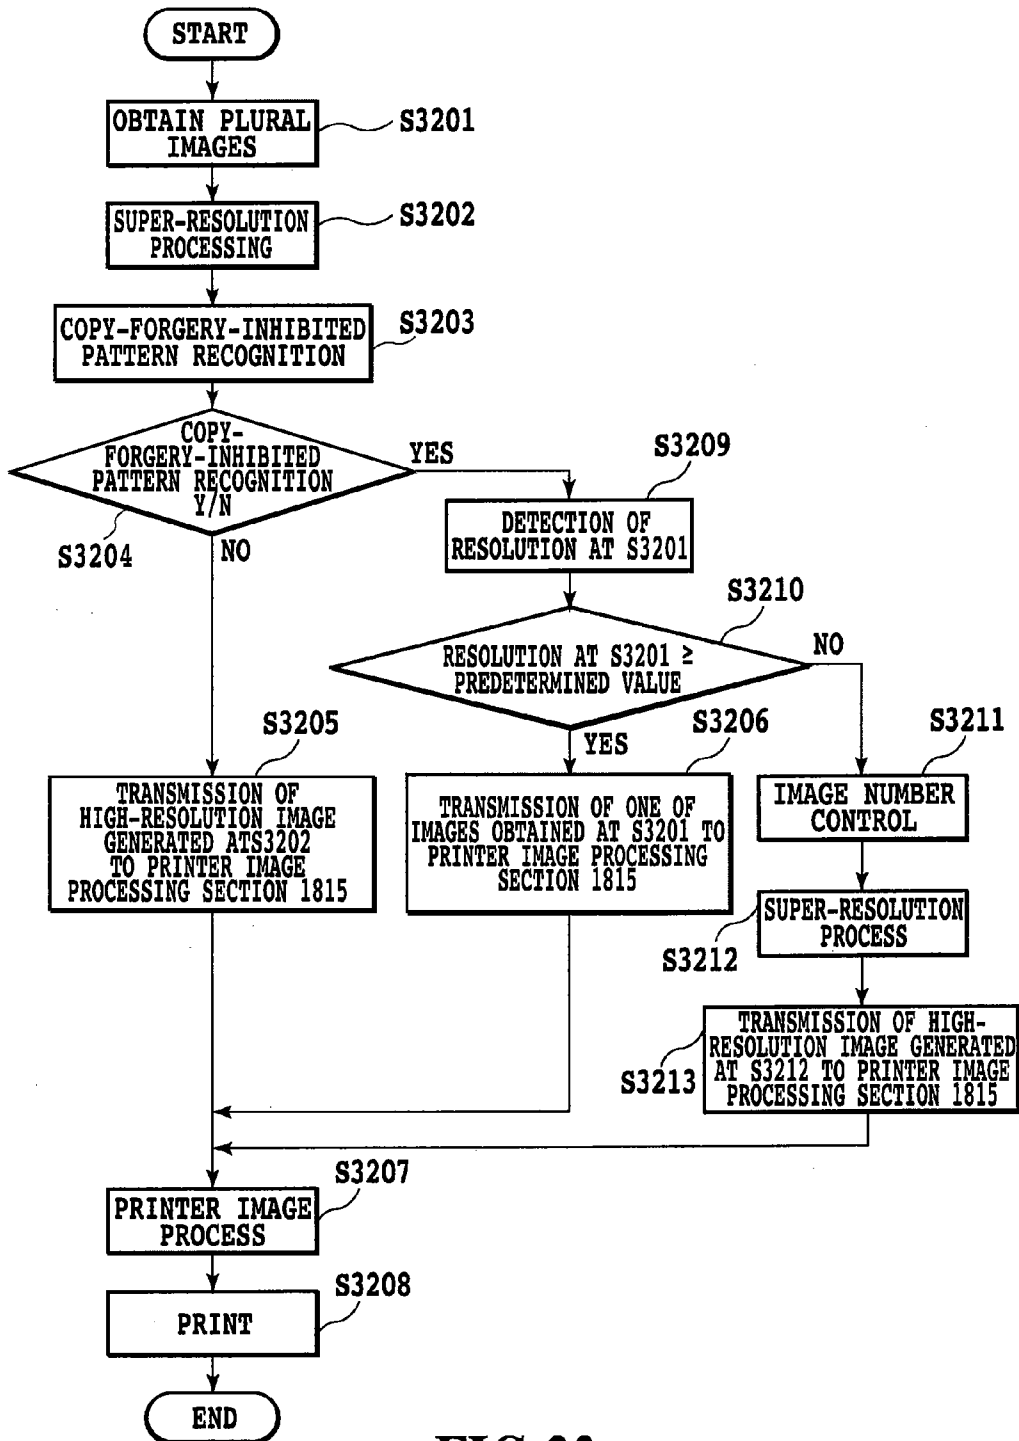 START
OBTAIN PLURAL
IMAGES
S3201
SUPER-RESOLUTION
PROCESSING
S3202
COPY-FORGERY-INHIBITED
PATTERN RECOGNITION
S3203
COPY-
FORGERY-INHIBITED
PATTERN RECOGNITION
Y/N
S3204
YES
NO
S3209
DETECTION OF
RESOLUTION AT S3201
S3210
RESOLUTION AT S3201 ≥
PREDETERMINED VALUE
NO
YES
S3205
TRANSMISSION OF
HIGH-RESOLUTION IMAGE
GENERATED ATS3202
TO PRINTER IMAGE
PROCESSING SECTION 1815
S3206
TRANSMISSION OF ONE OF
IMAGES OBTAINED AT S3201 TO
PRINTER IMAGE PROCESSING
SECTION 1815
S3211
IMAGE NUMBER
CONTROL
SUPER-RESOLUTION
PROCESS
S3212
TRANSMISSION OF HIGH-
RESOLUTION IMAGE GENERATED
AT S3212 TO PRINTER IMAGE
PROCESSING SECTION 1815
S3213
S3207
PRINTER IMAGE
PROCESS
S3208
PRINT
END